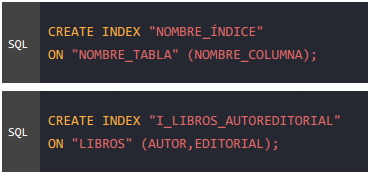 SQL
CREATE INDEX "NOMBRE_ÍNDICE"
ON "NOMBRE_TABLA" (NOMBRE_COLUMNA);
SQL
CREATE INDEX "I_LIBROS_AUTOREDITORIAL"
ON "LIBROS" (AUTOR,EDITORIAL);